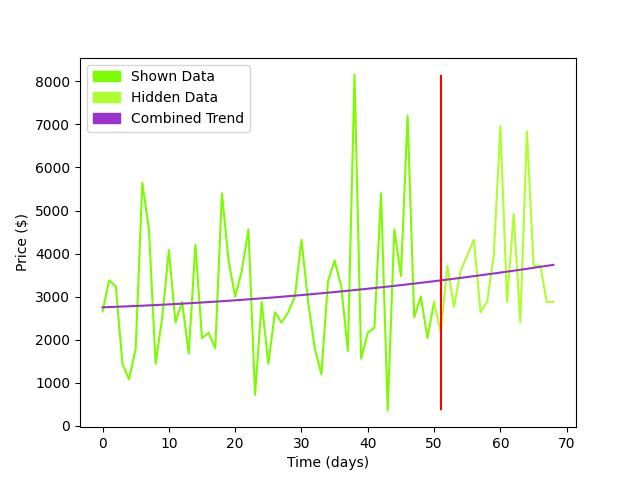 Shown Data
Hidden Data
Combined Trend
Price ($)
8000
7000
6000
5000
4000
3000
2000
1000
0
0 10 20 30 40 50 60 70
Time (days)